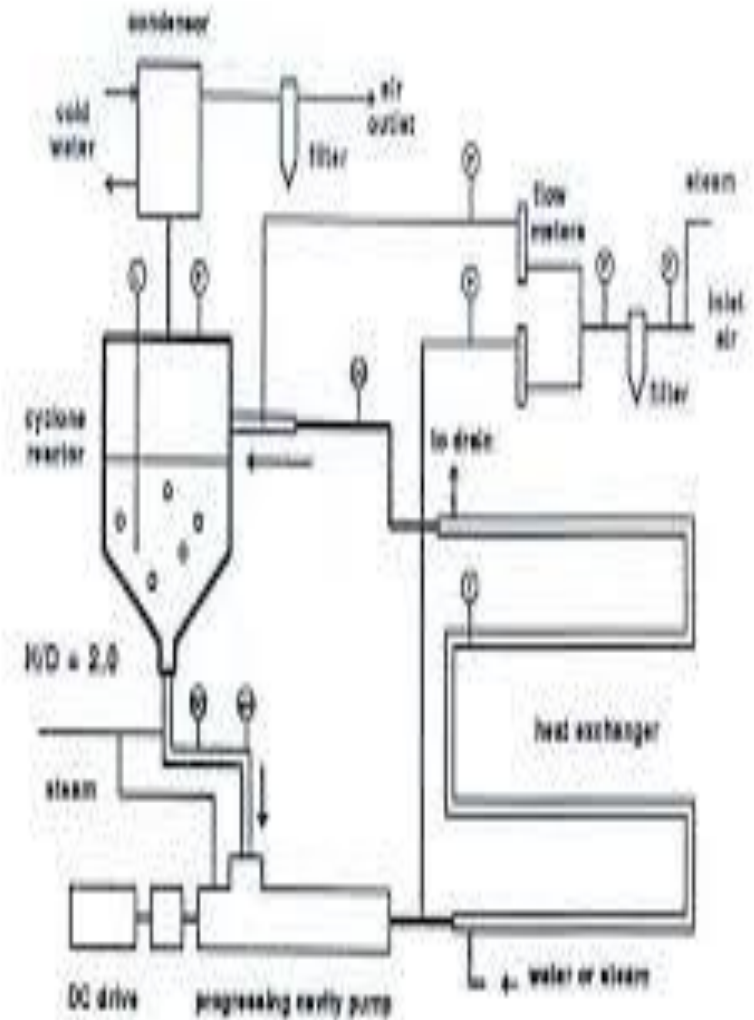 condensor
cold
water
air
outlet
filter
P
flow
meters
steam
P
P
P
inlet
air
L
P
filter
cyclone
reactor
to drain
T
H/D = 2.0
heat exchanger
steam
water or steam
DC drive
progressing cavity pump